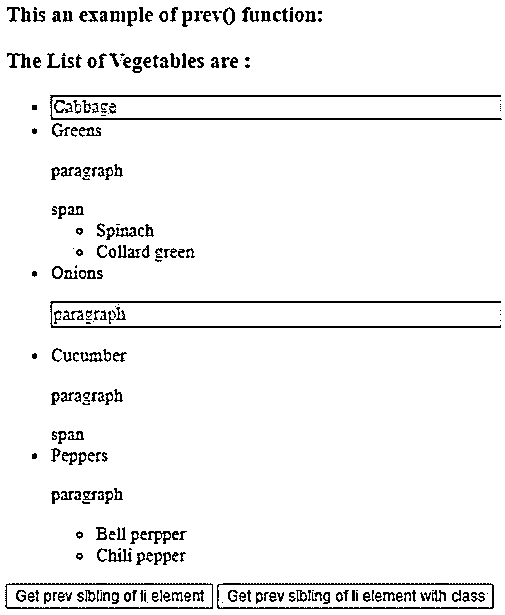 This an example of prev() function:
The List of Vegetables are :
Cabbage
Greens
paragraph
span
Spinach
Collard green
Onions
paragraph
Cucumber
paragraph
span
Peppers
paragraph
Bell perpper
Chili pepper
Get prev sibling of li element Get prev sibling of li element with class